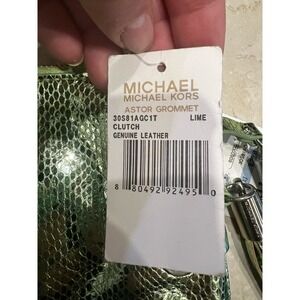 MICHAEL
MICHAEL KORS
ASTOR GROMMET
30S81AGC1T LIME
CLUTCH
GENUINE LEATHER
8 80492 92495 0